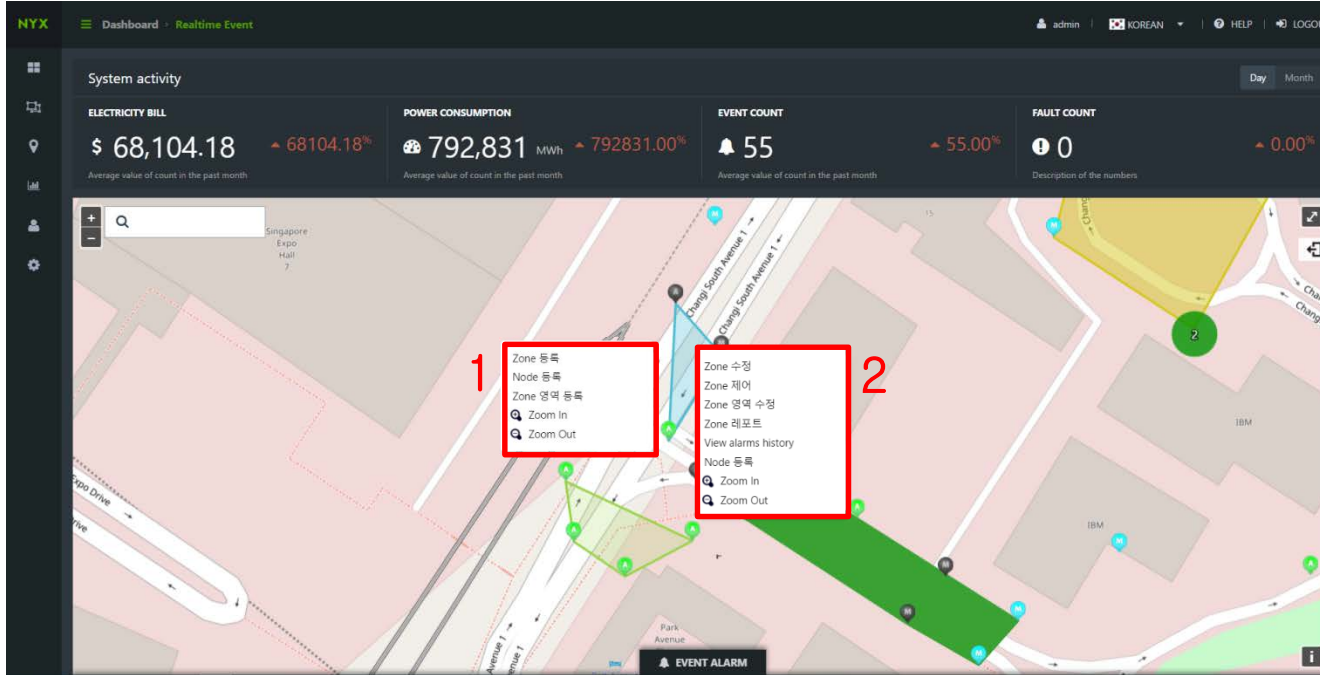 NYX
Dashboard
Realtime Event
admin
KOREAN
HELP
System activity
Day
Month
ELECTRICITY BILL
$ 68,104.18
68104.18%
Average value of count in the past month
POWER CONSUMPTION
792,831 MWh
792831.00%
Average value of count in the past month
EVENT COUNT
55
55.00%
Average value of count in the past month
FAULT COUNT
0
0.00%
Description of the numbers
+
−
Singapore
Expo
Hall
7
15
Changi South Avenue 1
Changi South Avenue 1
M
M
A
M
2
1
Zone 등록
Node 등록
Zone 영역 등록
Zoom In
Zoom Out
2
Zone 수정
Zone 제어
Zone 영역 수정
Zone 레포트
View alarms history
Node 등록
Zoom In
Zoom Out
IBM
A
A
A
A
A
A
A
IBM
M
M
M
M
M
A
Expo Drive
Park
Avenue
Avenue 1
EVENT ALARM
i